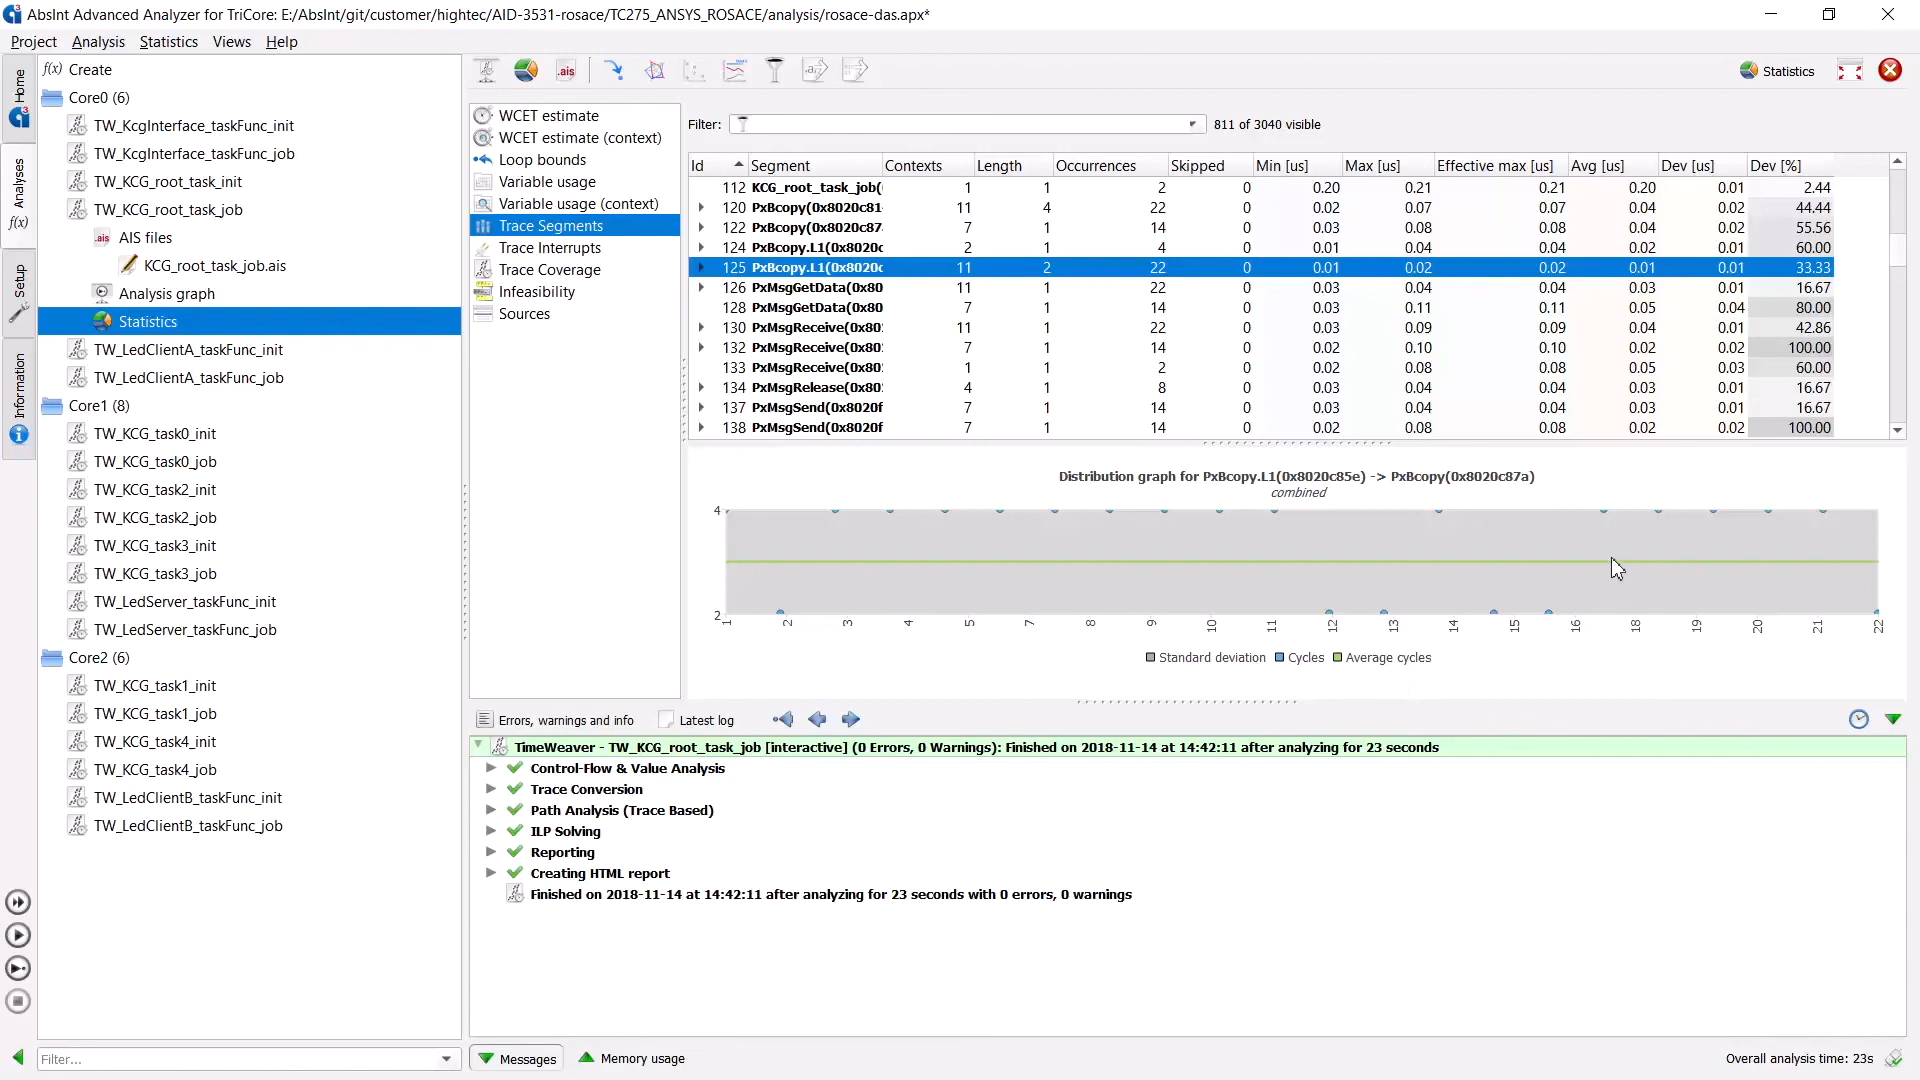 AbsInt Advanced Analyzer for TriCore: E:/AbsInt/git/customer/hightec/AID-3531-rosace/TC275_ANSYS_ROSACE/analysis/rosace-das.apx*
Project Analysis Statistics Views Help
Home
Analyses
f(x)
Setup
Information
f(x) Create
Core0 (6)
TW_KcgInterface_taskFunc_init
TW_KcgInterface_taskFunc_job
TW_KCG_root_task_init
TW_KCG_root_task_job
.ais AIS files
KCG_root_task_job.ais
Analysis graph
Statistics
TW_LedClientA_taskFunc_init
TW_LedClientA_taskFunc_job
Core1 (8)
TW_KCG_task0_init
TW_KCG_task0_job
TW_KCG_task2_init
TW_KCG_task2_job
TW_KCG_task3_init
TW_KCG_task3_job
TW_LedServer_taskFunc_init
TW_LedServer_taskFunc_job
Core2 (6)
TW_KCG_task1_init
TW_KCG_task1_job
TW_KCG_task4_init
TW_KCG_task4_job
TW_LedClientB_taskFunc_init
TW_LedClientB_taskFunc_job
Filter...
.ais
Statistics
WCET estimate
WCET estimate (context)
Loop bounds
Variable usage
Variable usage (context)
Trace Segments
Trace Interrupts
Trace Coverage
Infeasibility
Sources
Filter: 811 of 3040 visible
Id Segment Contexts Length Occurrences Skipped Min [us] Max [us] Effective max [us] Avg [us] Dev [us] Dev [%]
112 KCG_root_task_job( 1 1 2 0 0.20 0.21 0.21 0.20 0.01 2.44
120 PxBcopy(0x8020c81 11 4 22 0 0.02 0.07 0.07 0.04 0.02 44.44
122 PxBcopy(0x8020c87 7 1 14 0 0.03 0.08 0.08 0.04 0.02 55.56
124 PxBcopy.L1(0x8020c 2 1 4 0 0.01 0.04 0.04 0.02 0.01 60.00
125 PxBcopy.L1(0x8020c 11 2 22 0 0.01 0.02 0.02 0.01 0.01 33.33
126 PxMsgGetData(0x80 11 1 22 0 0.03 0.04 0.04 0.03 0.01 16.67
128 PxMsgGetData(0x80 7 1 14 0 0.03 0.11 0.11 0.05 0.04 80.00
130 PxMsgReceive(0x80 11 1 22 0 0.03 0.09 0.09 0.04 0.01 42.86
132 PxMsgReceive(0x80 7 1 14 0 0.02 0.10 0.10 0.02 0.02 100.00
133 PxMsgReceive(0x80 1 1 2 0 0.02 0.08 0.08 0.05 0.03 60.00
134 PxMsgRelease(0x80 4 1 8 0 0.03 0.04 0.04 0.03 0.01 16.67
137 PxMsgSend(0x8020f 7 1 14 0 0.03 0.04 0.04 0.03 0.01 16.67
138 PxMsgSend(0x8020f 7 1 14 0 0.02 0.08 0.08 0.02 0.02 100.00
Distribution graph for PxBcopy.L1(0x8020c85e) -> PxBcopy(0x8020c87a)
combined
4
2
1 2 3 4 5 7 8 9 10 11 12 13 14 15 16 18 19 20 21 22
Standard deviation Cycles Average cycles
Errors, warnings and info Latest log
TimeWeaver - TW_KCG_root_task_job [interactive] (0 Errors, 0 Warnings): Finished on 2018-11-14 at 14:42:11 after analyzing for 23 seconds
Control-Flow & Value Analysis
Trace Conversion
Path Analysis (Trace Based)
ILP Solving
Reporting
Creating HTML report
Finished on 2018-11-14 at 14:42:11 after analyzing for 23 seconds with 0 errors, 0 warnings
Messages Memory usage
Overall analysis time: 23s